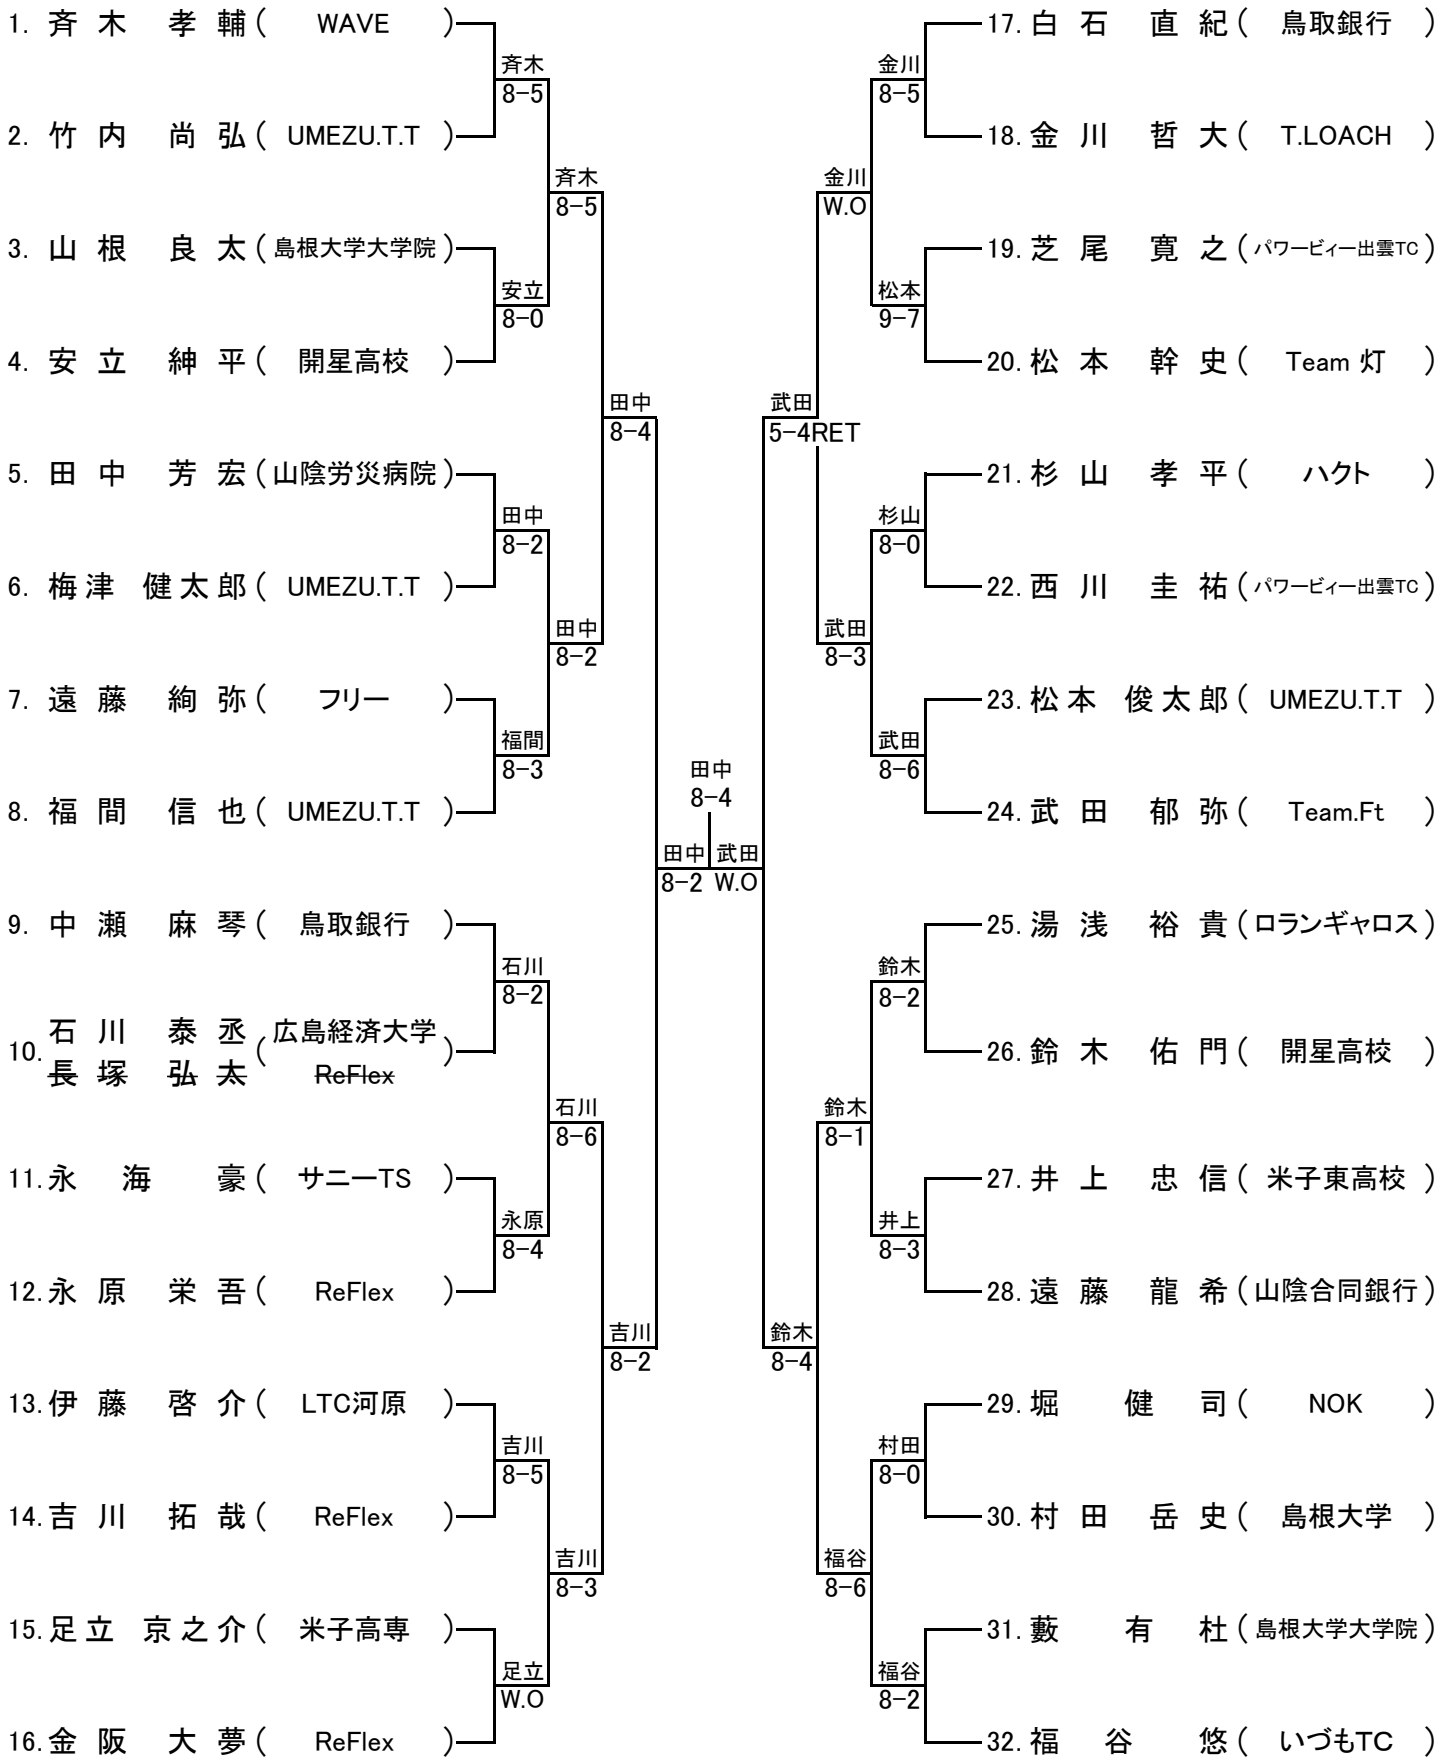 1. 斉木 孝輔 ( WAVE )
斉木
8-5
2. 竹内 尚弘 ( UMEZU.T.T )
斉木
8-5
3. 山根 良太 ( 島根大学大学院 )
安立
8-0
4. 安立 紳平 ( 開星高校 )
田中
8-4
5. 田中 芳宏 ( 山陰労災病院 )
田中
8-2
6. 梅津 健太郎 ( UMEZU.T.T )
田中
8-2
7. 遠藤 絢弥 ( フリー )
福間
8-3
8. 福間 信也 ( UMEZU.T.T )
田中
8-4
田中 武田
8-2 W.O
9. 中瀬 麻琴 ( 鳥取銀行 )
石川
8-2
10. 石川 泰丞 ( 広島経済大学
長塚 弘太 ReFlex )
石川
8-6
11. 永海 豪 ( サニーTS )
永原
8-4
12. 永原 栄吾 ( ReFlex )
吉川
8-2
13. 伊藤 啓介 ( LTC河原 )
吉川
8-5
14. 吉川 拓哉 ( ReFlex )
吉川
8-3
15. 足立 京之介 ( 米子高専 )
足立
W.O
16. 金阪 大夢 ( ReFlex )
17. 白石 直紀 ( 鳥取銀行 )
金川
8-5
18. 金川 哲大 ( T.LOACH )
金川
W.O
19. 芝尾 寛之 ( パワービィー出雲TC )
松本
9-7
20. 松本 幹史 ( Team 灯 )
武田
5-4RET
21. 杉山 孝平 ( ハクト )
杉山
8-0
22. 西川 圭祐 ( パワービィー出雲TC )
武田
8-3
23. 松本 俊太郎 ( UMEZU.T.T )
武田
8-6
24. 武田 郁弥 ( Team.Ft )
25. 湯浅 裕貴 ( ロランギャロス )
鈴木
8-2
26. 鈴木 佑門 ( 開星高校 )
鈴木
8-1
27. 井上 忠信 ( 米子東高校 )
井上
8-3
28. 遠藤 龍希 ( 山陰合同銀行 )
鈴木
8-4
29. 堀 健司 ( NOK )
村田
8-0
30. 村田 岳史 ( 島根大学 )
福谷
8-6
31. 藪 有杜 ( 島根大学大学院 )
福谷
8-2
32. 福谷 悠 ( いづもTC )